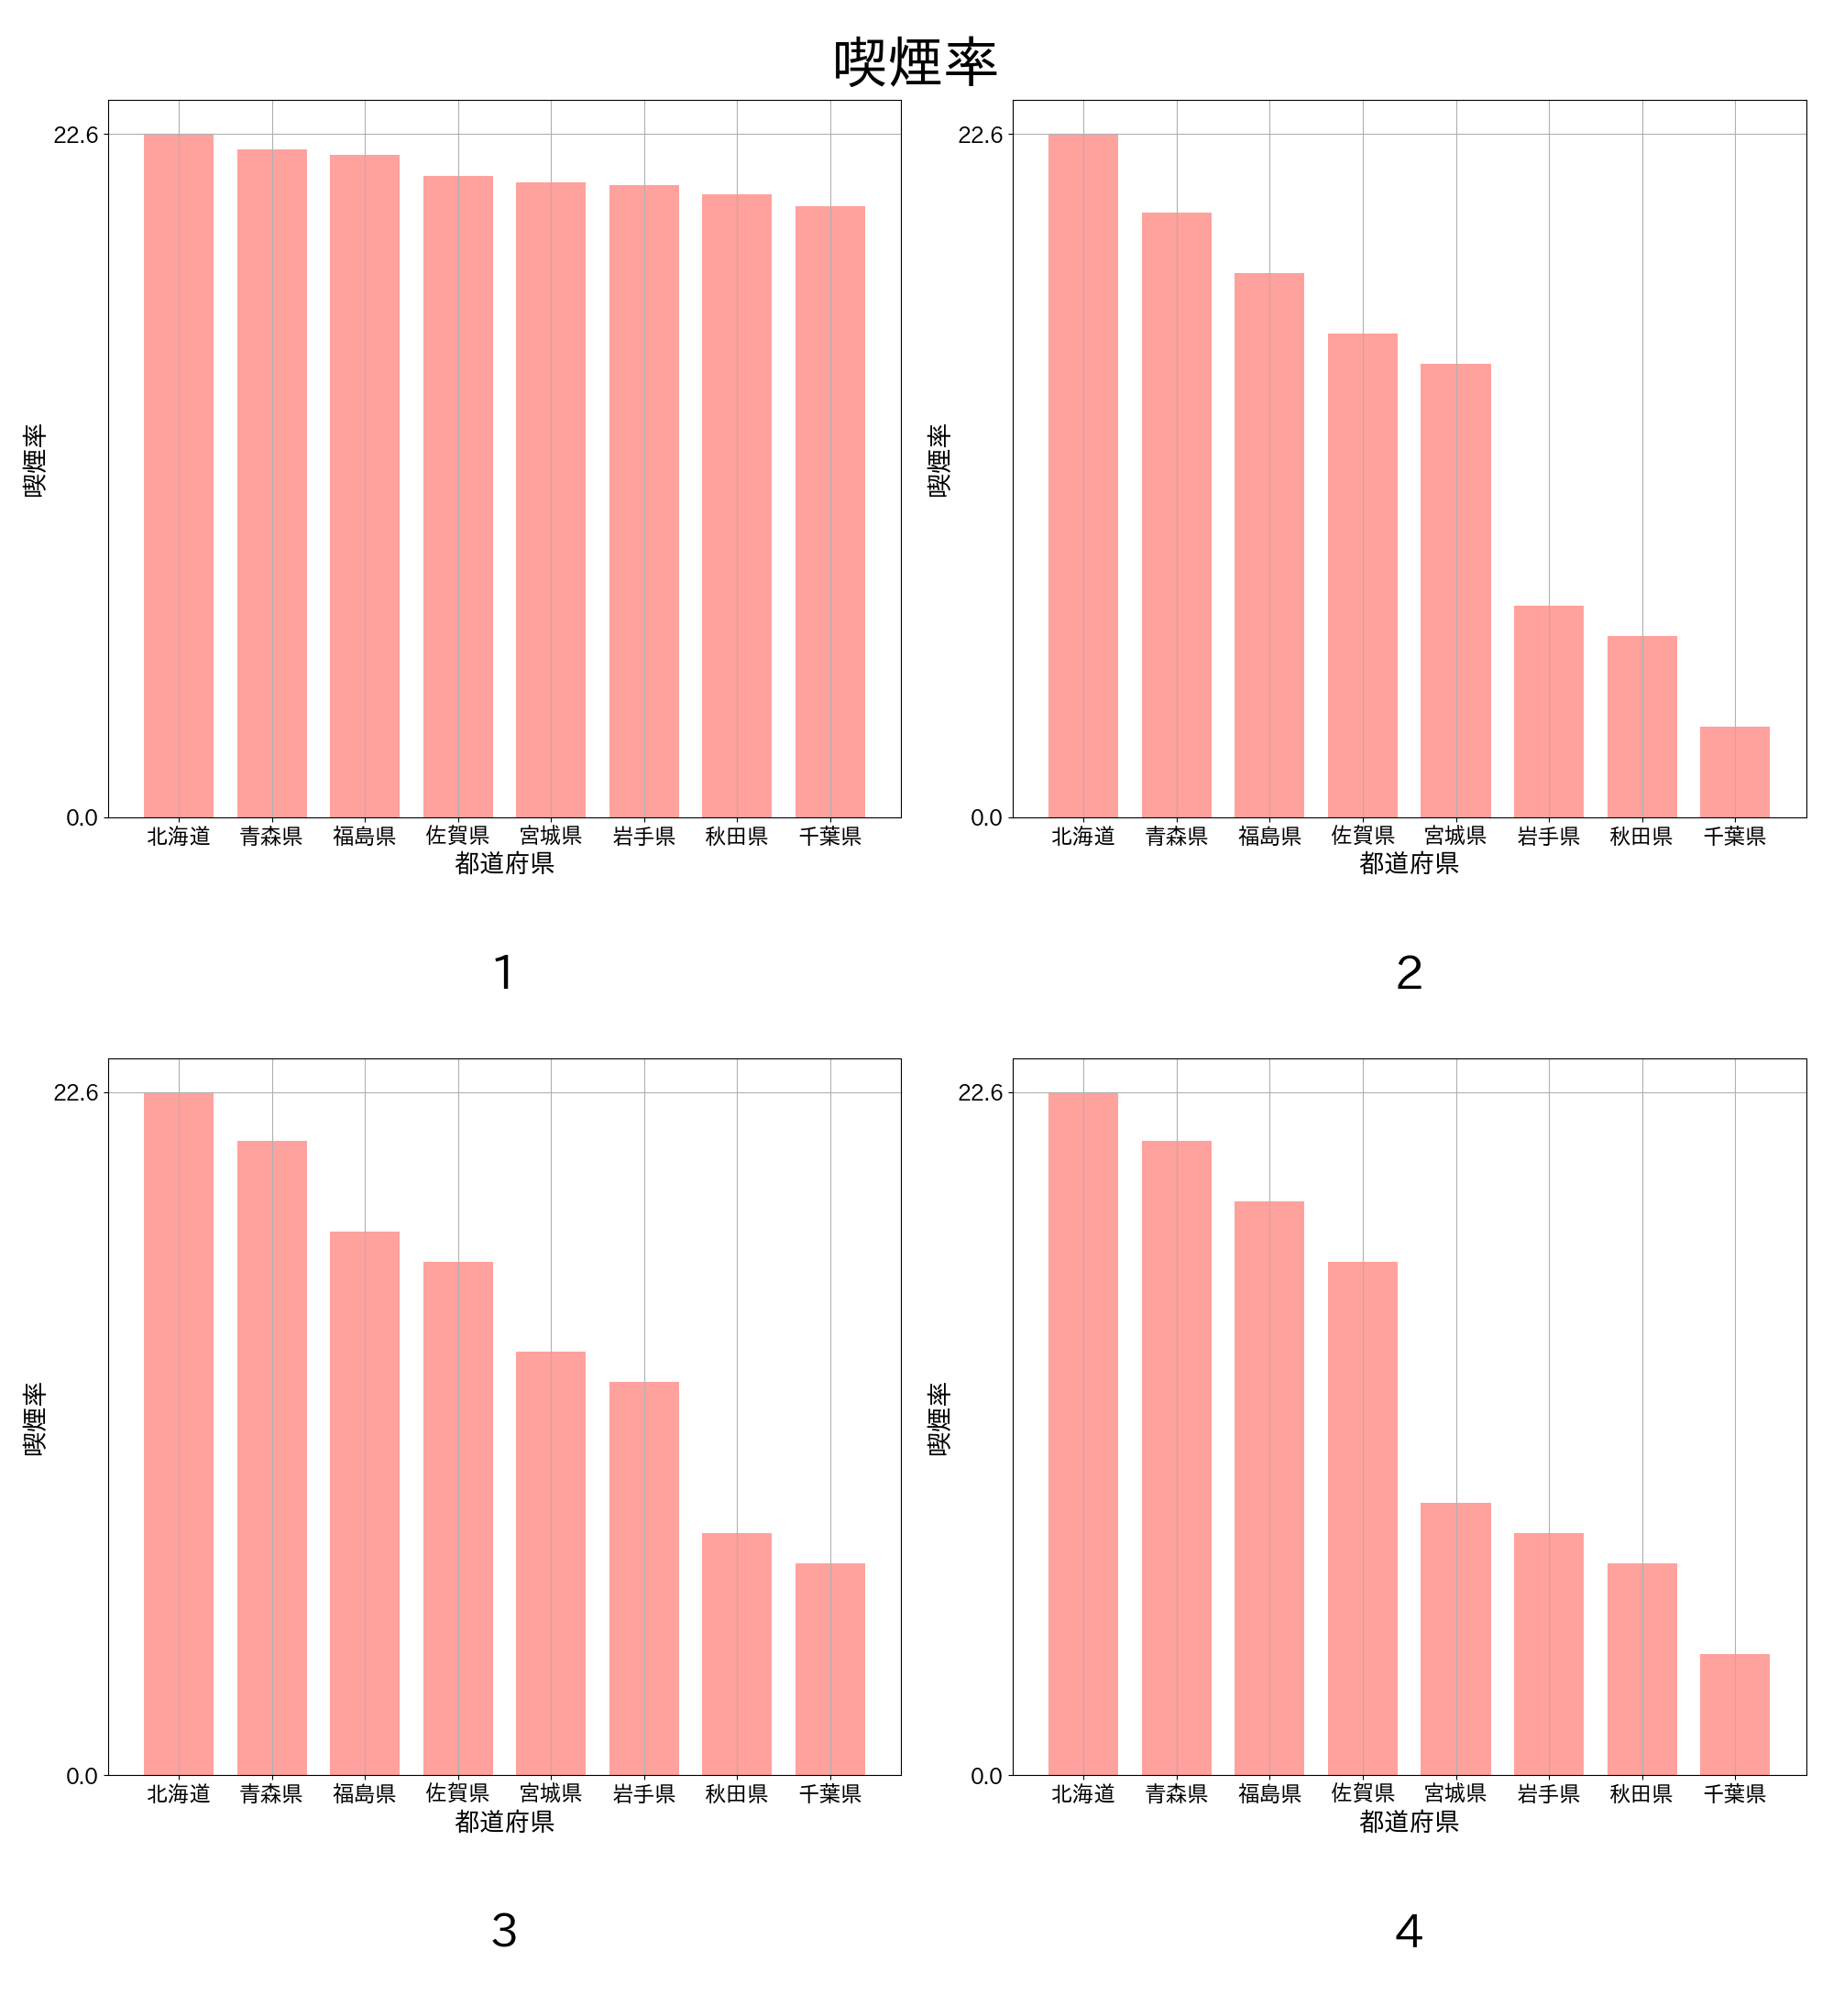 喫煙率
22.6
0.0
喫煙率
北海道 青森県 福島県 佐賀県 宮城県 岩手県 秋田県 千葉県
都道府県
1
22.6
0.0
喫煙率
北海道 青森県 福島県 佐賀県 宮城県 岩手県 秋田県 千葉県
都道府県
2
22.6
0.0
喫煙率
北海道 青森県 福島県 佐賀県 宮城県 岩手県 秋田県 千葉県
都道府県
3
22.6
0.0
喫煙率
北海道 青森県 福島県 佐賀県 宮城県 岩手県 秋田県 千葉県
都道府県
4